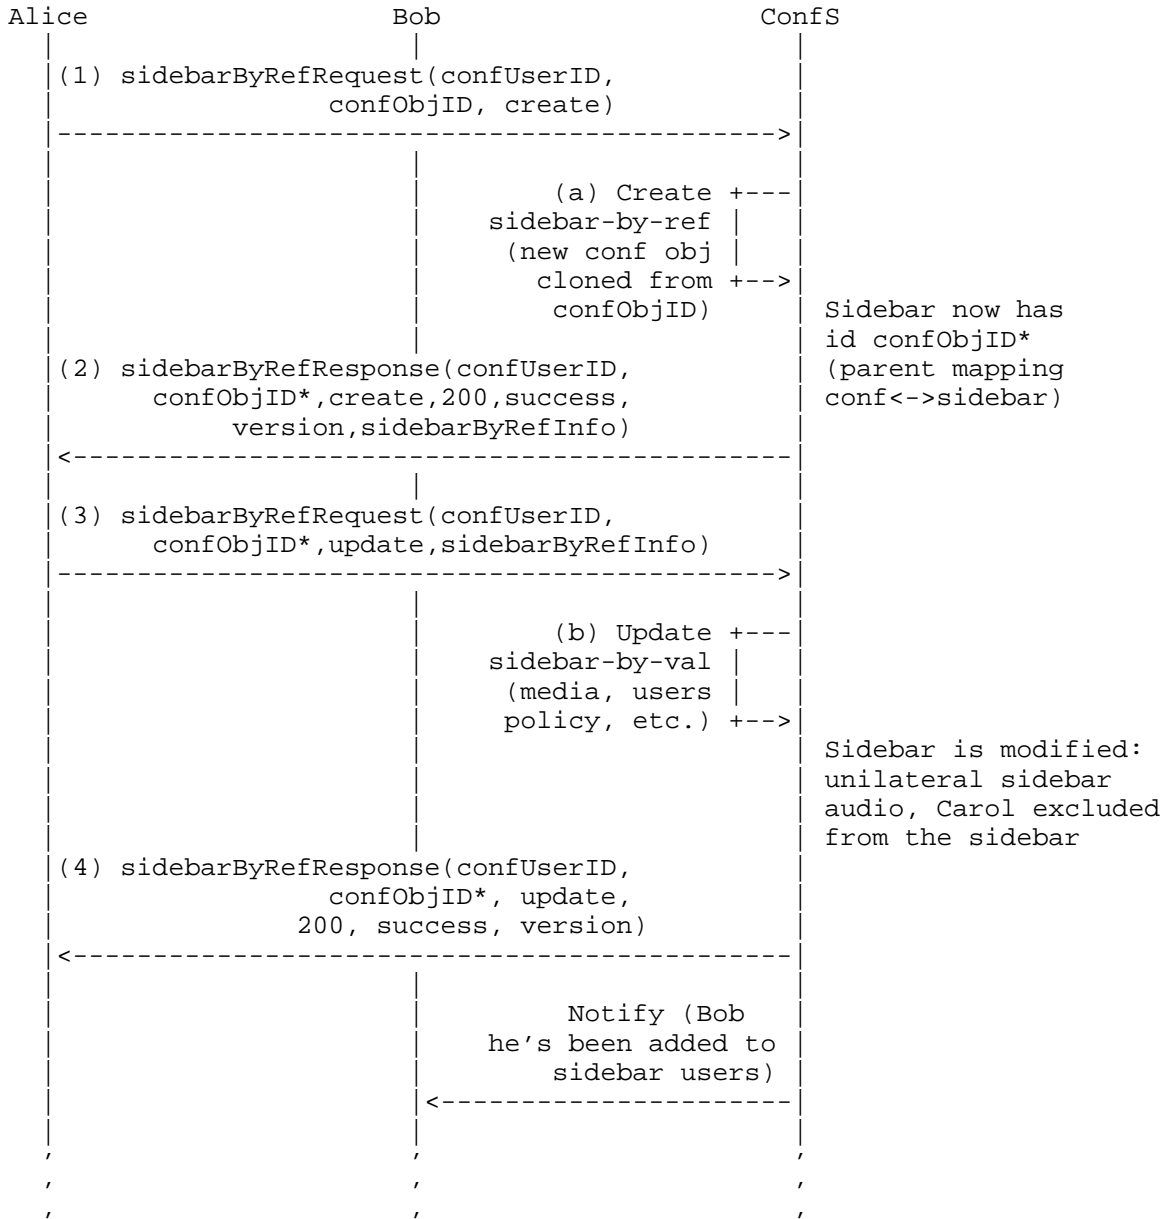 Alice Bob ConfS
(1) sidebarByRefRequest(confUserID,
confObjID, create)
(a) Create
sidebar-by-ref
(new conf obj
cloned from
confObjID) Sidebar now has
id confObjID*
(2) sidebarByRefResponse(confUserID, (parent mapping
confObjID*,create,200,success, conf<->sidebar)
version,sidebarByRefInfo)
(3) sidebarByRefRequest(confUserID,
confObjID*,update,sidebarByRefInfo)
(b) Update
sidebar-by-val
(media, users
policy, etc.)
Sidebar is modified:
unilateral sidebar
audio, Carol excluded
from the sidebar
(4) sidebarByRefResponse(confUserID,
confObjID*, update,
200, success, version)
Notify (Bob
he's been added to
sidebar users)